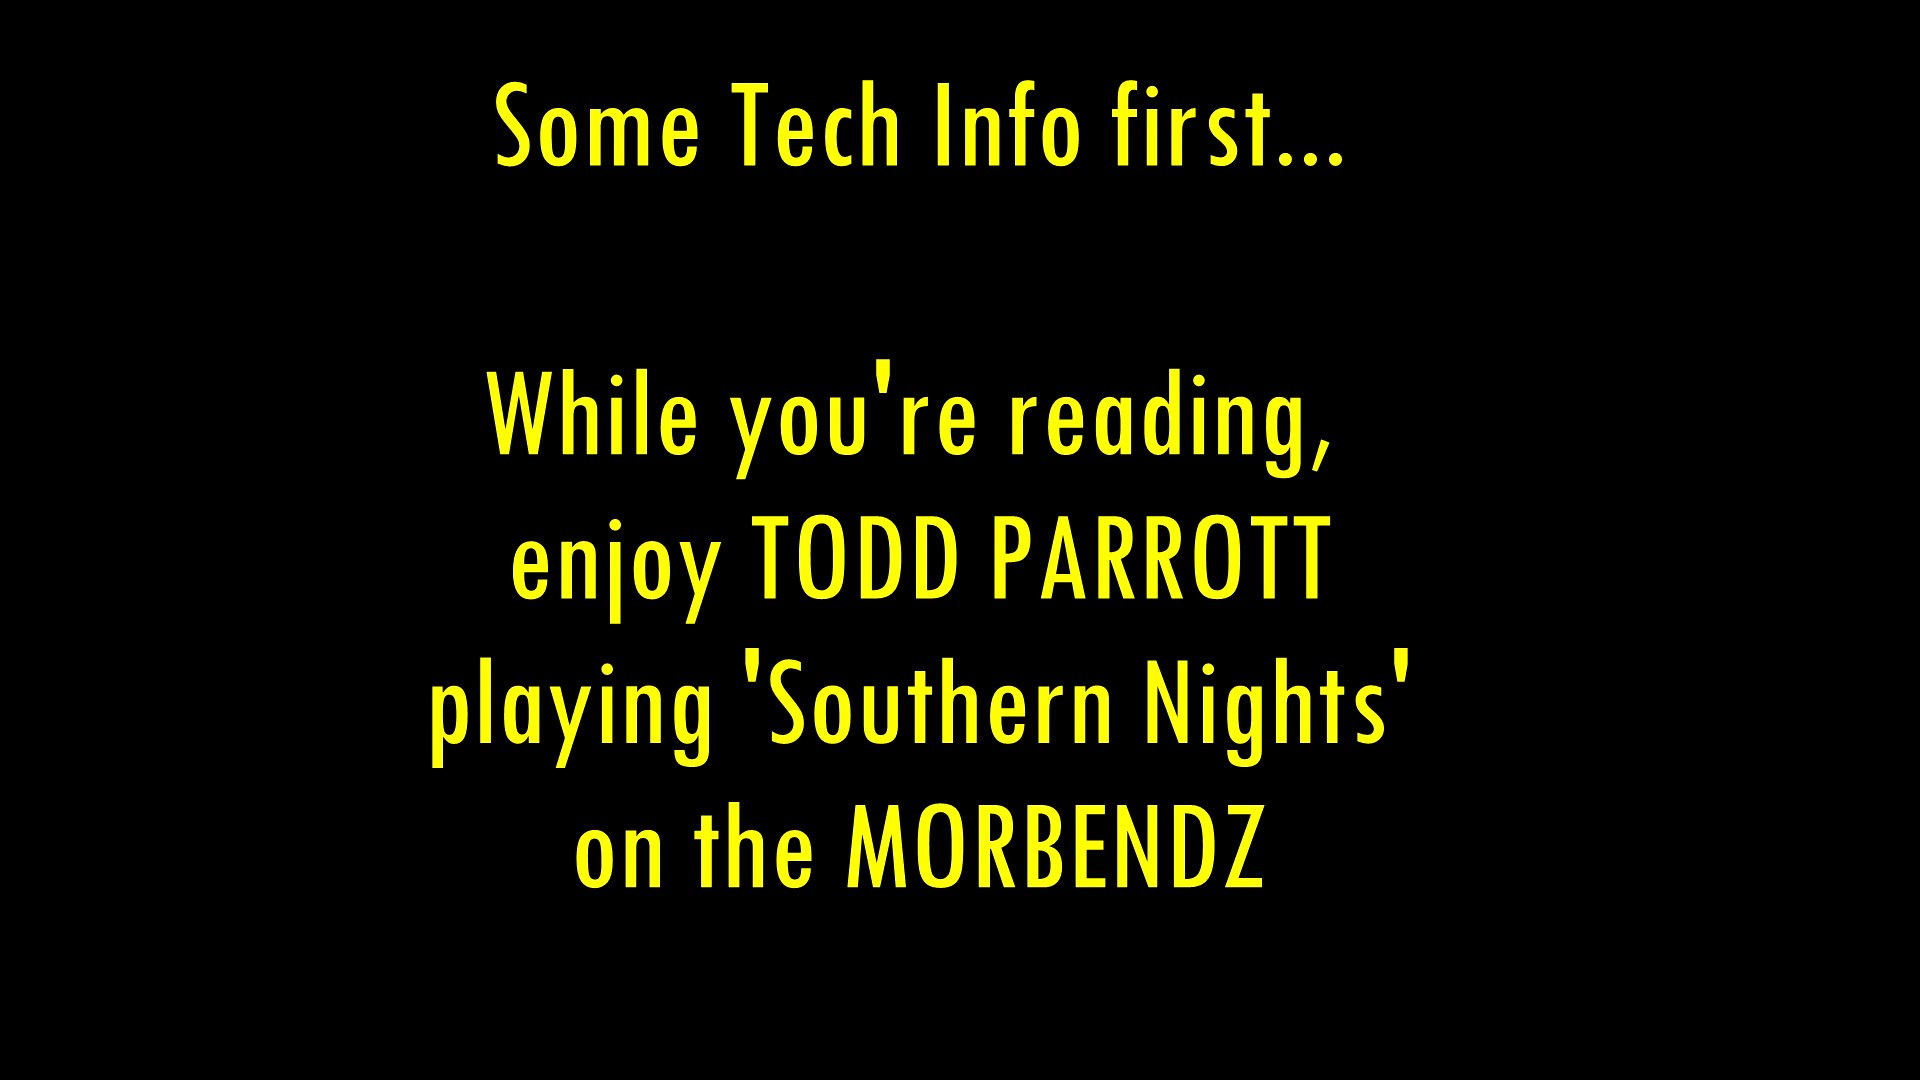 Some Tech Info first...
While you're reading,
enjoy TODD PARROTT
playing 'Southern Nights'
on the MORBENDZ